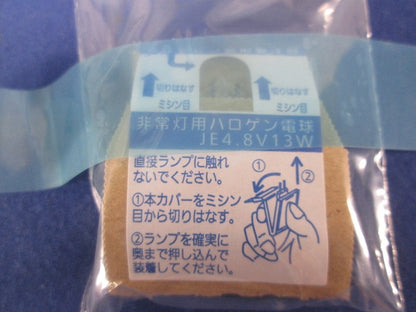 切りはなす 切りはなす
ミシン目 ミシン目
非常灯用ハロゲン電球
JE4.8V13W
直接ランプに触れ
ないでください。
①本カバーをミシン
目から切りはなす。
②ランプを確実に
奥まで押し込んで
装着してください。
① ②